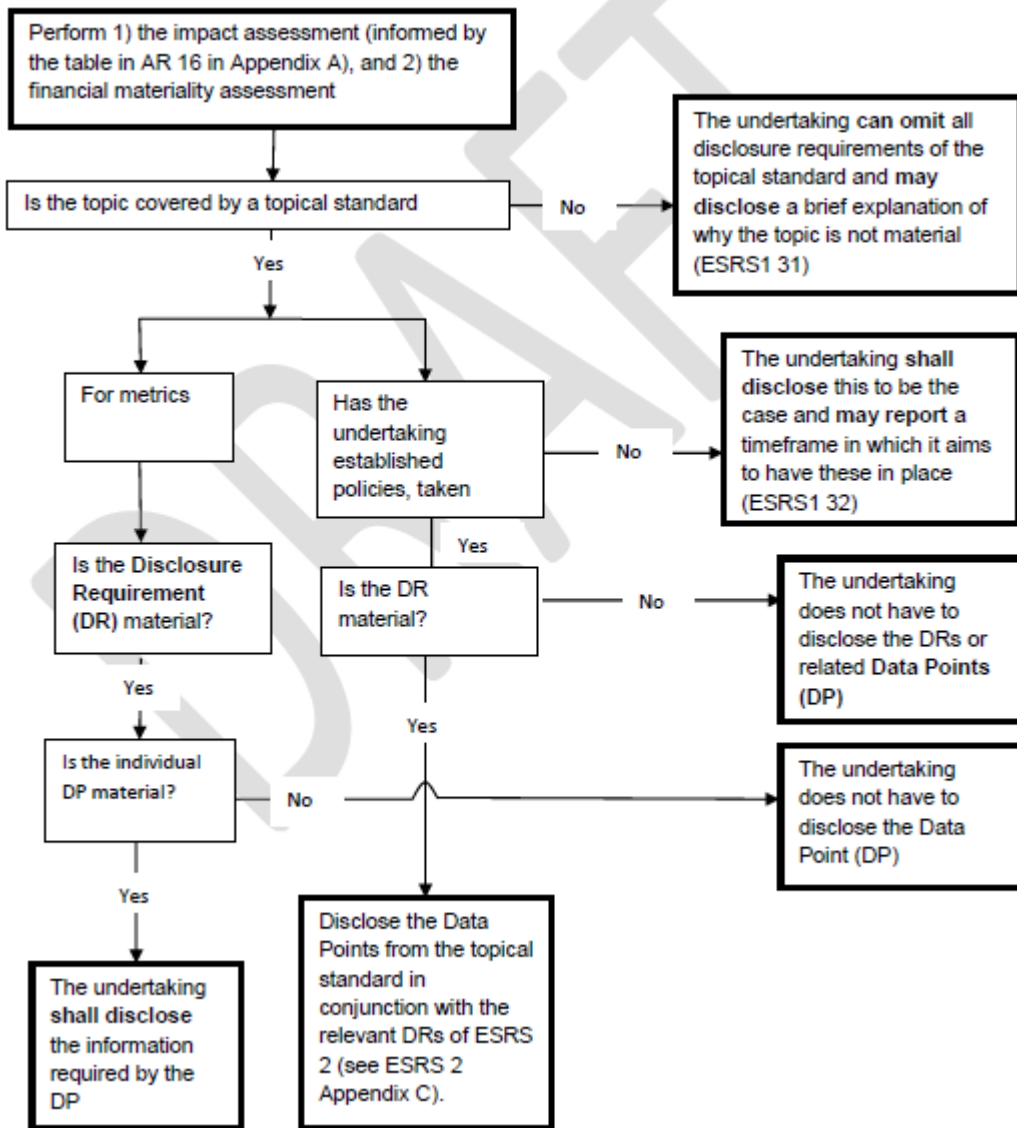 Perform 1) the impact assessment (informed by
the table in AR 16 in Appendix A), and 2) the
financial materiality assessment
The undertaking can omit all
disclosure requirements of the
topical standard and may
disclose a brief explanation of
why the topic is not material
(ESRS1 31)
Is the topic covered by a topical standard
No
Yes
For metrics
Has the
undertaking
established
policies, taken
No
The undertaking shall
disclose this to be the
case and may report a
timeframe in which it aims
to have these in place
(ESRS1 32)
Yes
Is the Disclosure
Requirement
(DR) material?
Is the DR
material?
No
The undertaking
does not have to
disclose the DRs or
related Data Points
(DP)
Yes
Yes
Is the individual
DP material?
No
The undertaking
does not have to
disclose the Data
Point (DP)
Yes
The undertaking
shall disclose
the information
required by the
DP
Disclose the Data
Points from the topical
standard in
conjunction with the
relevant DRs of ESRS
2 (see ESRS 2
Appendix C).
DRAFT